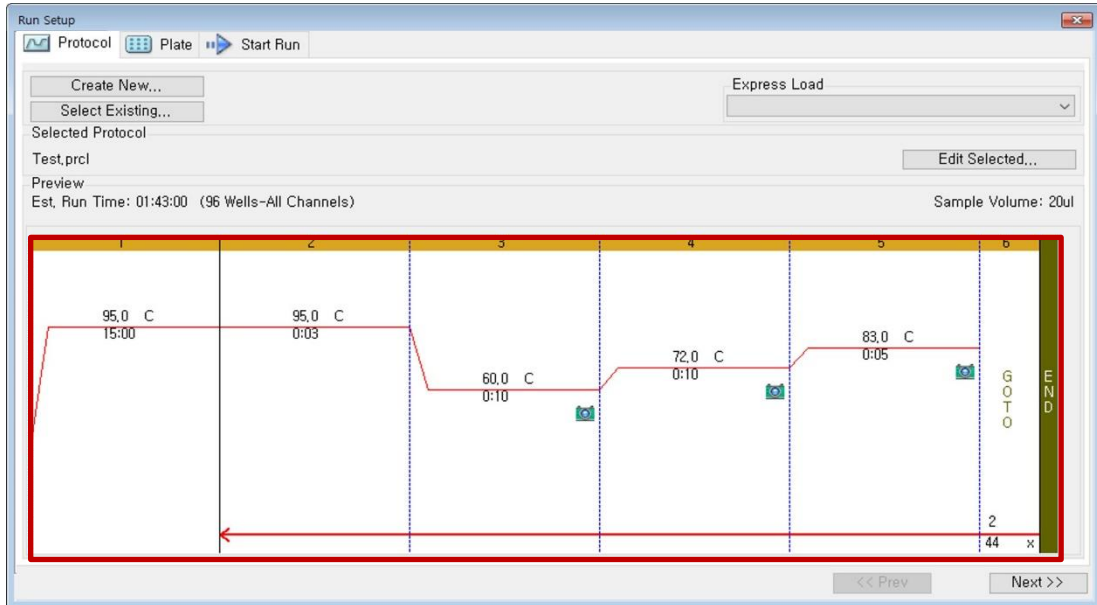 Run Setup
Protocol Plate Start Run
Create New...
Select Existing...
Express Load
Selected Protocol
Test.prcl
Edit Selected...
Preview
Est. Run Time: 01:43:00 (96 Wells-All Channels)
Sample Volume: 20ul
1 2 3 4 5 6
95.0 C
15:00
95.0 C
0:03
60.0 C
0:10
72.0 C
0:10
83.0 C
0:05
GOTO
END
2
44 x
<< Prev
Next >>